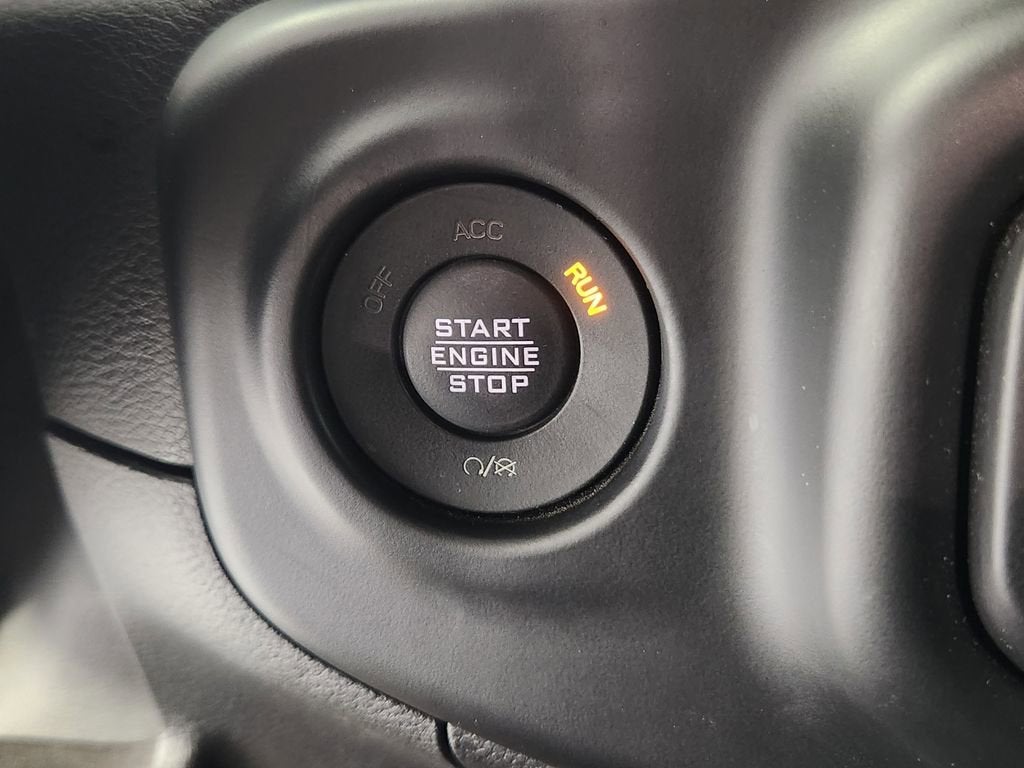 ACC
OFF
RUN
START
ENGINE
STOP